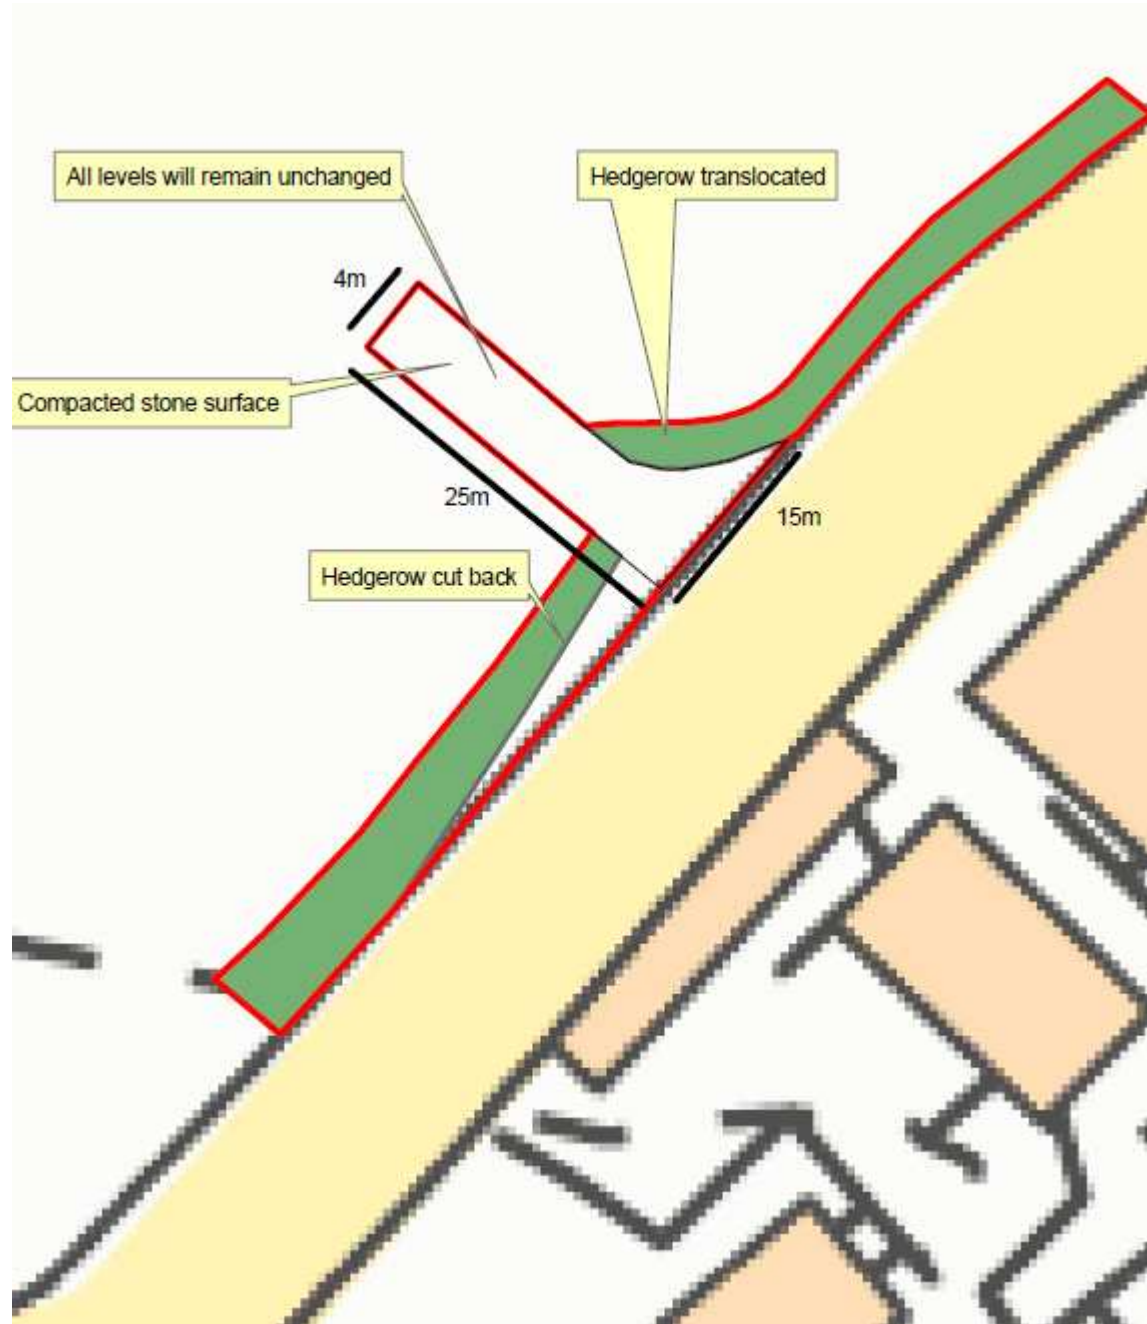 All levels will remain unchanged
Hedgerow translocated
4m
Compacted stone surface
25m
15m
Hedgerow cut back